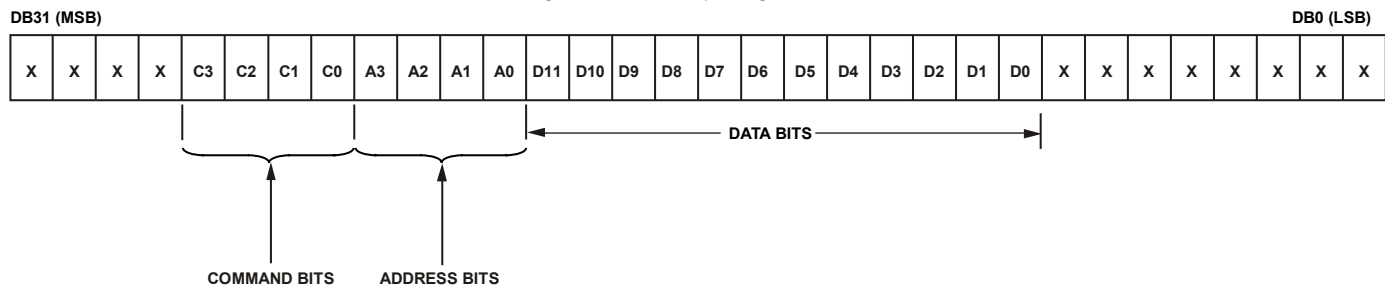 DB31 (MSB) DB0 (LSB)
X X X X C3 C2 C1 C0 A3 A2 A1 A0 D11 D10 D9 D8 D7 D6 D5 D4 D3 D2 D1 D0 X X X X X X X X
DATA BITS
COMMAND BITS ADDRESS BITS